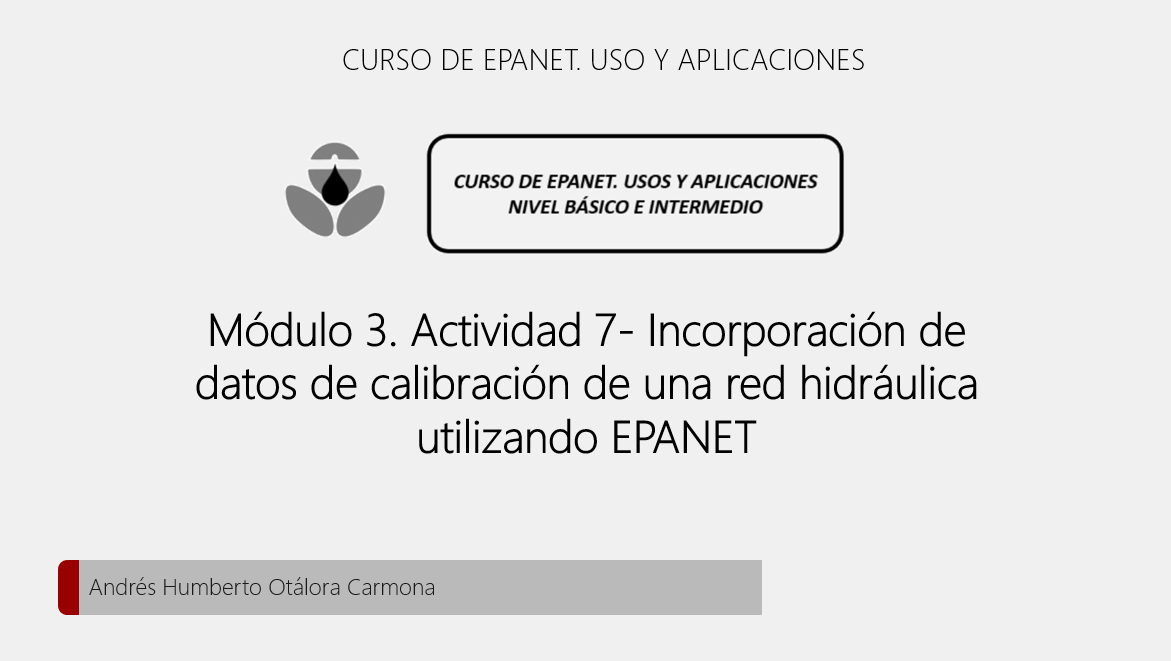 CURSO DE EPANET. USO Y APLICACIONES
CURSO DE EPANET. USOS Y APLICACIONES
NIVEL BÁSICO E INTERMEDIO
Módulo 3. Actividad 7- Incorporación de
datos de calibración de una red hidráulica
utilizando EPANET
Andrés Humberto Otálora Carmona